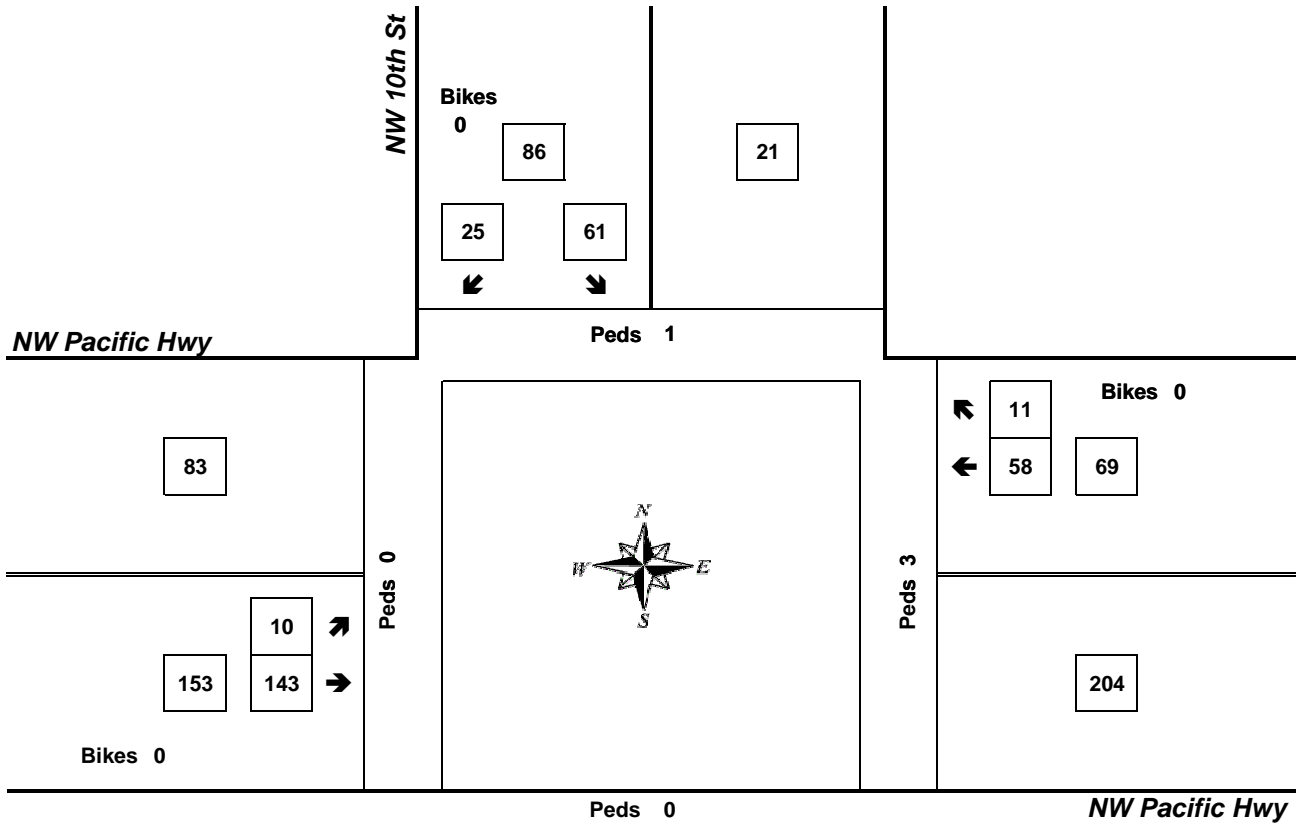 NW 10th St
Bikes
0
86
21
25
61
Peds 1
NW Pacific Hwy
Bikes 0
11
83
58
69
N
W
E
S
Peds 0
Peds 3
10
153
143
204
Bikes 0
Peds 0
NW Pacific Hwy